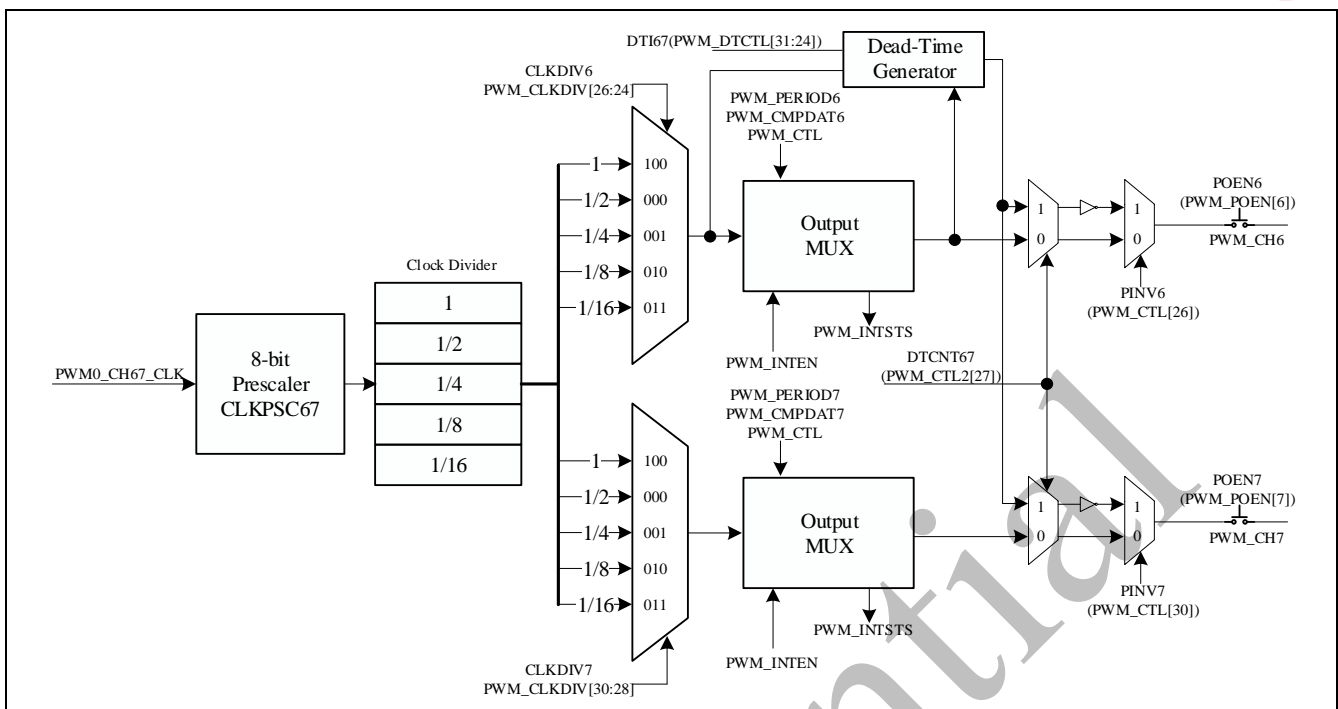 DTI67(PWM_DTCTL[31:24])
Dead-Time
Generator
CLKDIV6
PWM_CLKDIV[26:24]
PWM_PERIOD6
PWM_CMPDAT6
PWM_CTL
1
100
1/2
000
1/4
001
1/8
010
1/16
011
Output
MUX
PWM_INTEN
PWM_INTSTS
1
0
1
0
POEN6
(PWM_POEN[6])
PWM_CH6
PINV6
(PWM_CTL[26])
Clock Divider
1
1/2
1/4
1/8
1/16
PWM0_CH67_CLK
8-bit
Prescaler
CLKPSC67
DTCNT67
(PWM_CTL2[27])
PWM_PERIOD7
PWM_CMPDAT7
PWM_CTL
1
100
1/2
000
1/4
001
1/8
010
1/16
011
Output
MUX
PWM_INTEN
PWM_INTSTS
1
0
1
0
POEN7
(PWM_POEN[7])
PWM_CH7
PINV7
(PWM_CTL[30])
CLKDIV7
PWM_CLKDIV[30:28]
ntial